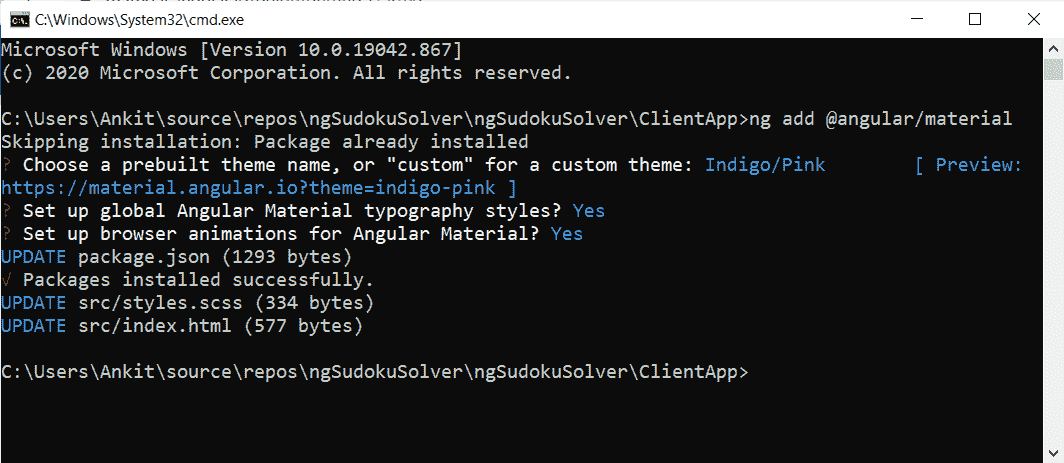 C:\Windows\System32\cmd.exe
Microsoft Windows [Version 10.0.19042.867]
(c) 2020 Microsoft Corporation. All rights reserved.
C:\Users\Ankit\source\repos\ngSudokuSolver\ngSudokuSolver\ClientApp>ng add @angular/material
Skipping installation: Package already installed
? Choose a prebuilt theme name, or "custom" for a custom theme: Indigo/Pink        [ Preview:
https://material.angular.io?theme=indigo-pink ]
? Set up global Angular Material typography styles? Yes
? Set up browser animations for Angular Material? Yes
UPDATE package.json (1293 bytes)
√ Packages installed successfully.
UPDATE src/styles.scss (334 bytes)
UPDATE src/index.html (577 bytes)
C:\Users\Ankit\source\repos\ngSudokuSolver\ngSudokuSolver\ClientApp>